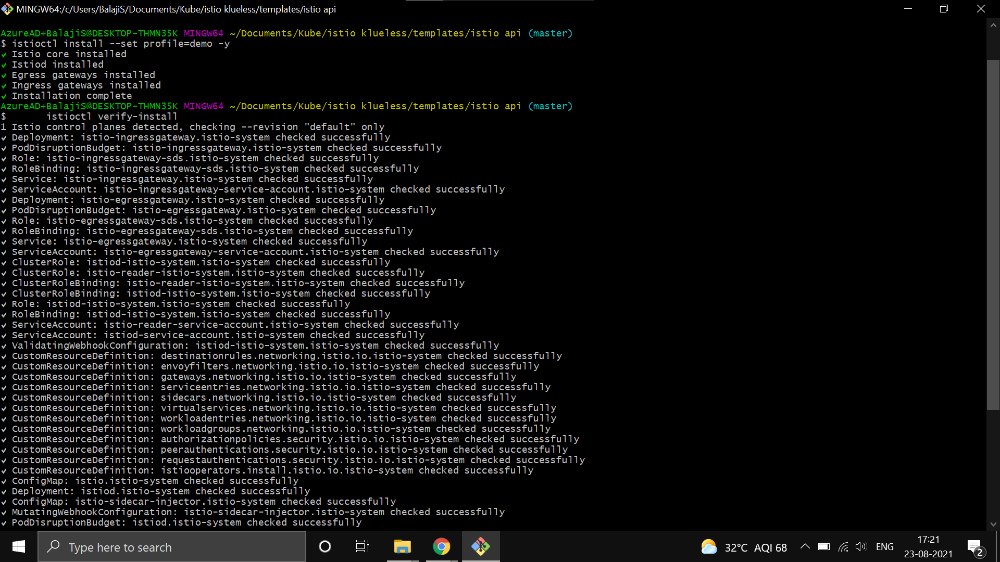 MINGW64:/c/Users/BalajiS/Documents/Kube/istio klueless/templates/istio api
AzureAD+BalajiS@DESKTOP-THMN35K MINGW64 ~/Documents/Kube/istio klueless/templates/istio api (master)
$ istioctl install --set profile=demo -y
✔ Istio core installed
✔ Istiod installed
✔ Egress gateways installed
✔ Ingress gateways installed
✔ Installation complete
AzureAD+BalajiS@DESKTOP-THMN35K MINGW64 ~/Documents/Kube/istio klueless/templates/istio api (master)
$       istioctl verify-install
1 Istio control planes detected, checking --revision "default" only
✔ Deployment: istio-ingressgateway.istio-system checked successfully
✔ PodDisruptionBudget: istio-ingressgateway.istio-system checked successfully
✔ Role: istio-ingressgateway-sds.istio-system checked successfully
✔ RoleBinding: istio-ingressgateway-sds.istio-system checked successfully
✔ Service: istio-ingressgateway.istio-system checked successfully
✔ ServiceAccount: istio-ingressgateway-service-account.istio-system checked successfully
✔ Deployment: istio-egressgateway.istio-system checked successfully
✔ PodDisruptionBudget: istio-egressgateway.istio-system checked successfully
✔ Role: istio-egressgateway-sds.istio-system checked successfully
✔ RoleBinding: istio-egressgateway-sds.istio-system checked successfully
✔ Service: istio-egressgateway.istio-system checked successfully
✔ ServiceAccount: istio-egressgateway-service-account.istio-system checked successfully
✔ ClusterRole: istiod-istio-system.istio-system checked successfully
✔ ClusterRole: istio-reader-istio-system.istio-system checked successfully
✔ ClusterRoleBinding: istio-reader-istio-system.istio-system checked successfully
✔ ClusterRoleBinding: istiod-istio-system.istio-system checked successfully
✔ Role: istiod-istio-system.istio-system checked successfully
✔ RoleBinding: istiod-istio-system.istio-system checked successfully
✔ ServiceAccount: istio-reader-service-account.istio-system checked successfully
✔ ServiceAccount: istiod-service-account.istio-system checked successfully
✔ ValidatingWebhookConfiguration: istiod-istio-system.istio-system checked successfully
✔ CustomResourceDefinition: destinationrules.networking.istio.io.istio-system checked successfully
✔ CustomResourceDefinition: envoyfilters.networking.istio.io.istio-system checked successfully
✔ CustomResourceDefinition: gateways.networking.istio.io.istio-system checked successfully
✔ CustomResourceDefinition: serviceentries.networking.istio.io.istio-system checked successfully
✔ CustomResourceDefinition: sidecars.networking.istio.io.istio-system checked successfully
✔ CustomResourceDefinition: virtualservices.networking.istio.io.istio-system checked successfully
✔ CustomResourceDefinition: workloadentries.networking.istio.io.istio-system checked successfully
✔ CustomResourceDefinition: workloadgroups.networking.istio.io.istio-system checked successfully
✔ CustomResourceDefinition: authorizationpolicies.security.istio.io.istio-system checked successfully
✔ CustomResourceDefinition: peerauthentications.security.istio.io.istio-system checked successfully
✔ CustomResourceDefinition: requestauthentications.security.istio.io.istio-system checked successfully
✔ CustomResourceDefinition: istiooperators.install.istio.io.istio-system checked successfully
✔ ConfigMap: istio.istio-system checked successfully
✔ Deployment: istiod.istio-system checked successfully
✔ ConfigMap: istio-sidecar-injector.istio-system checked successfully
✔ MutatingWebhookConfiguration: istio-sidecar-injector.istio-system checked successfully
✔ PodDisruptionBudget: istiod.istio-system checked successfully
Type here to search
32°C AQI 68
ENG
17:21
23-08-2021
2